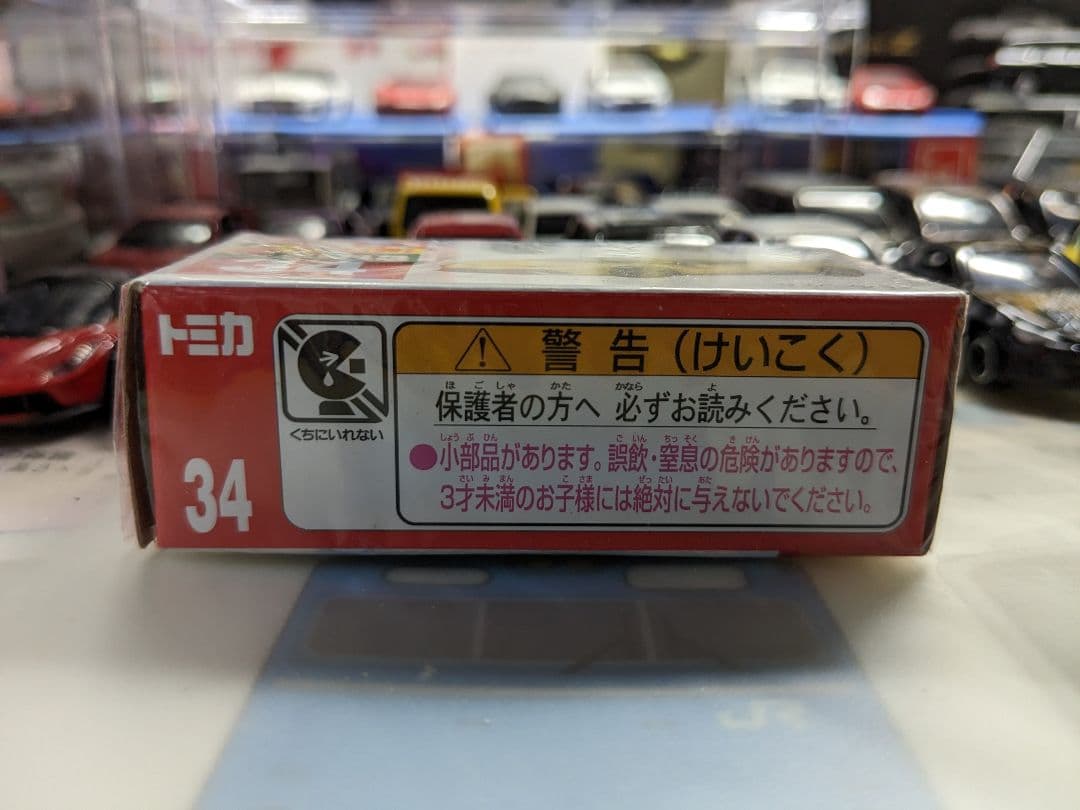 トミカ
34
くちにいれない
警告(けいこく)
保護者の方へ 必ずお読みください。
●小部品があります。誤飲・窒息の危険がありますので、
3才未満のお子様には絶対に与えないでください。
JR